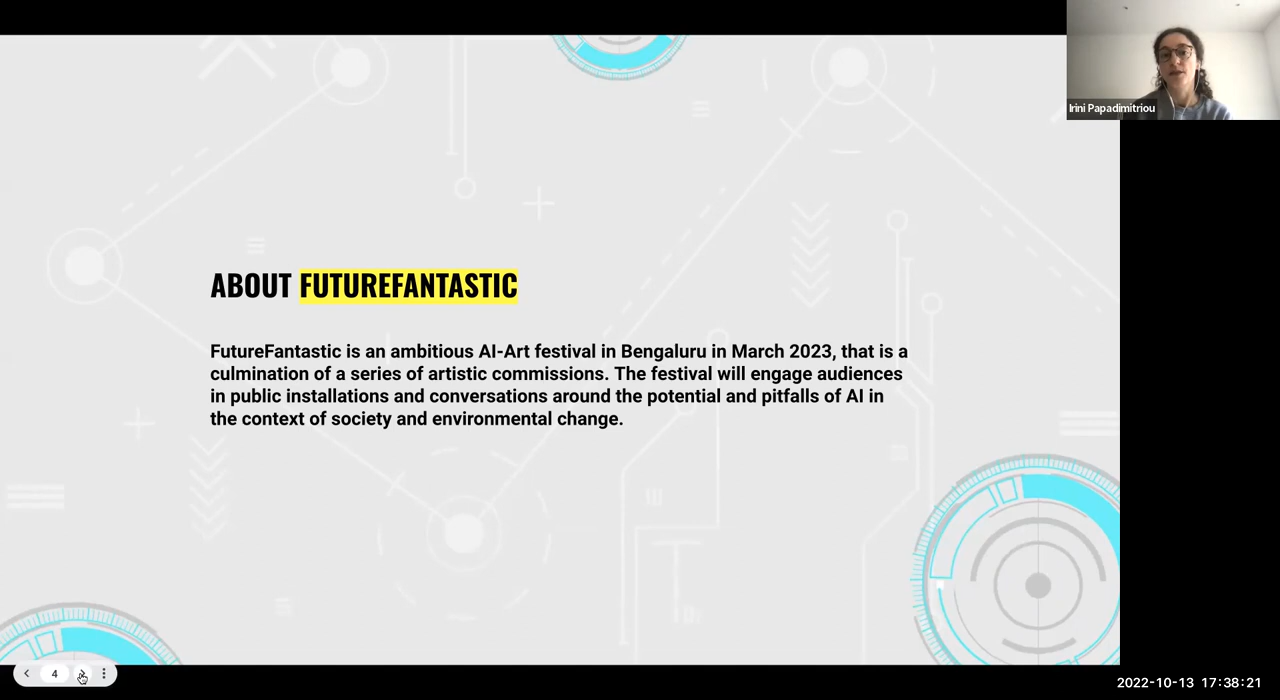 Irini Papadimitriou
ABOUT FUTUREFANTASTIC
FutureFantastic is an ambitious AI-Art festival in Bengaluru in March 2023, that is a
culmination of a series of artistic commissions. The festival will engage audiences
in public installations and conversations around the potential and pitfalls of AI in
the context of society and environmental change.
4
2022-10-13 17:38:21